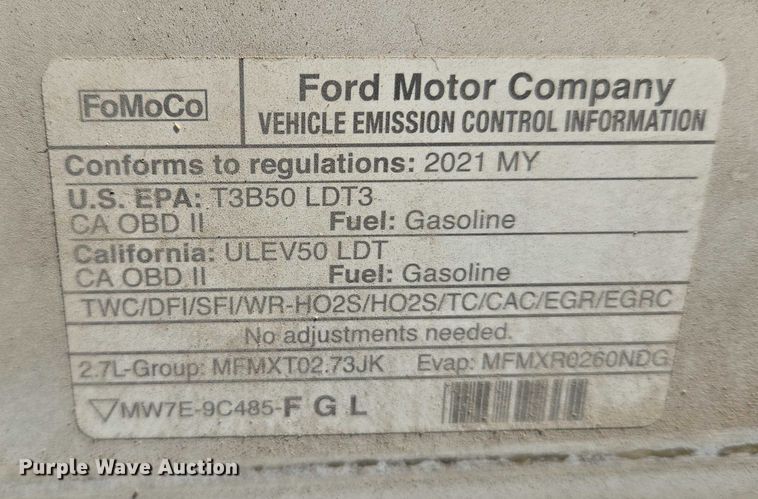 FoMoCo
Ford Motor Company
VEHICLE EMISSION CONTROL INFORMATION
Conforms to regulations: 2021 MY
U.S. EPA: T3B50 LDT3
CA OBD II Fuel: Gasoline
California: ULEV50 LDT
CA OBD II Fuel: Gasoline
TWC/DFI/SFI/WR-HO2S/HO2S/TC/CAC/EGR/EGRC
No adjustments needed.
2.7L-Group: MFMXT02.73JK Evap: MFMXR0260NDG
MW7E-9C485-F G L
Purple Wave Auction